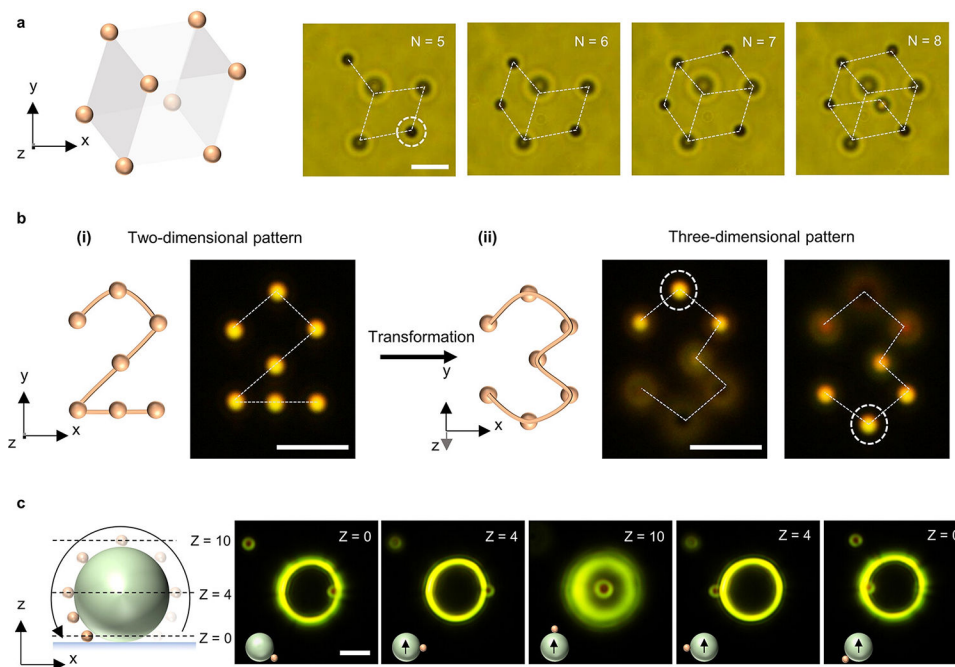 a
N = 5
N = 6
N = 7
N = 8
y
z
x
b
(i)
Two-dimensional pattern
(ii)
Three-dimensional pattern
Transformation
y
z
x
y
x
z
c
Z = 10
Z = 4
Z = 0
z
x
Z = 0
Z = 4
Z = 10
Z = 4